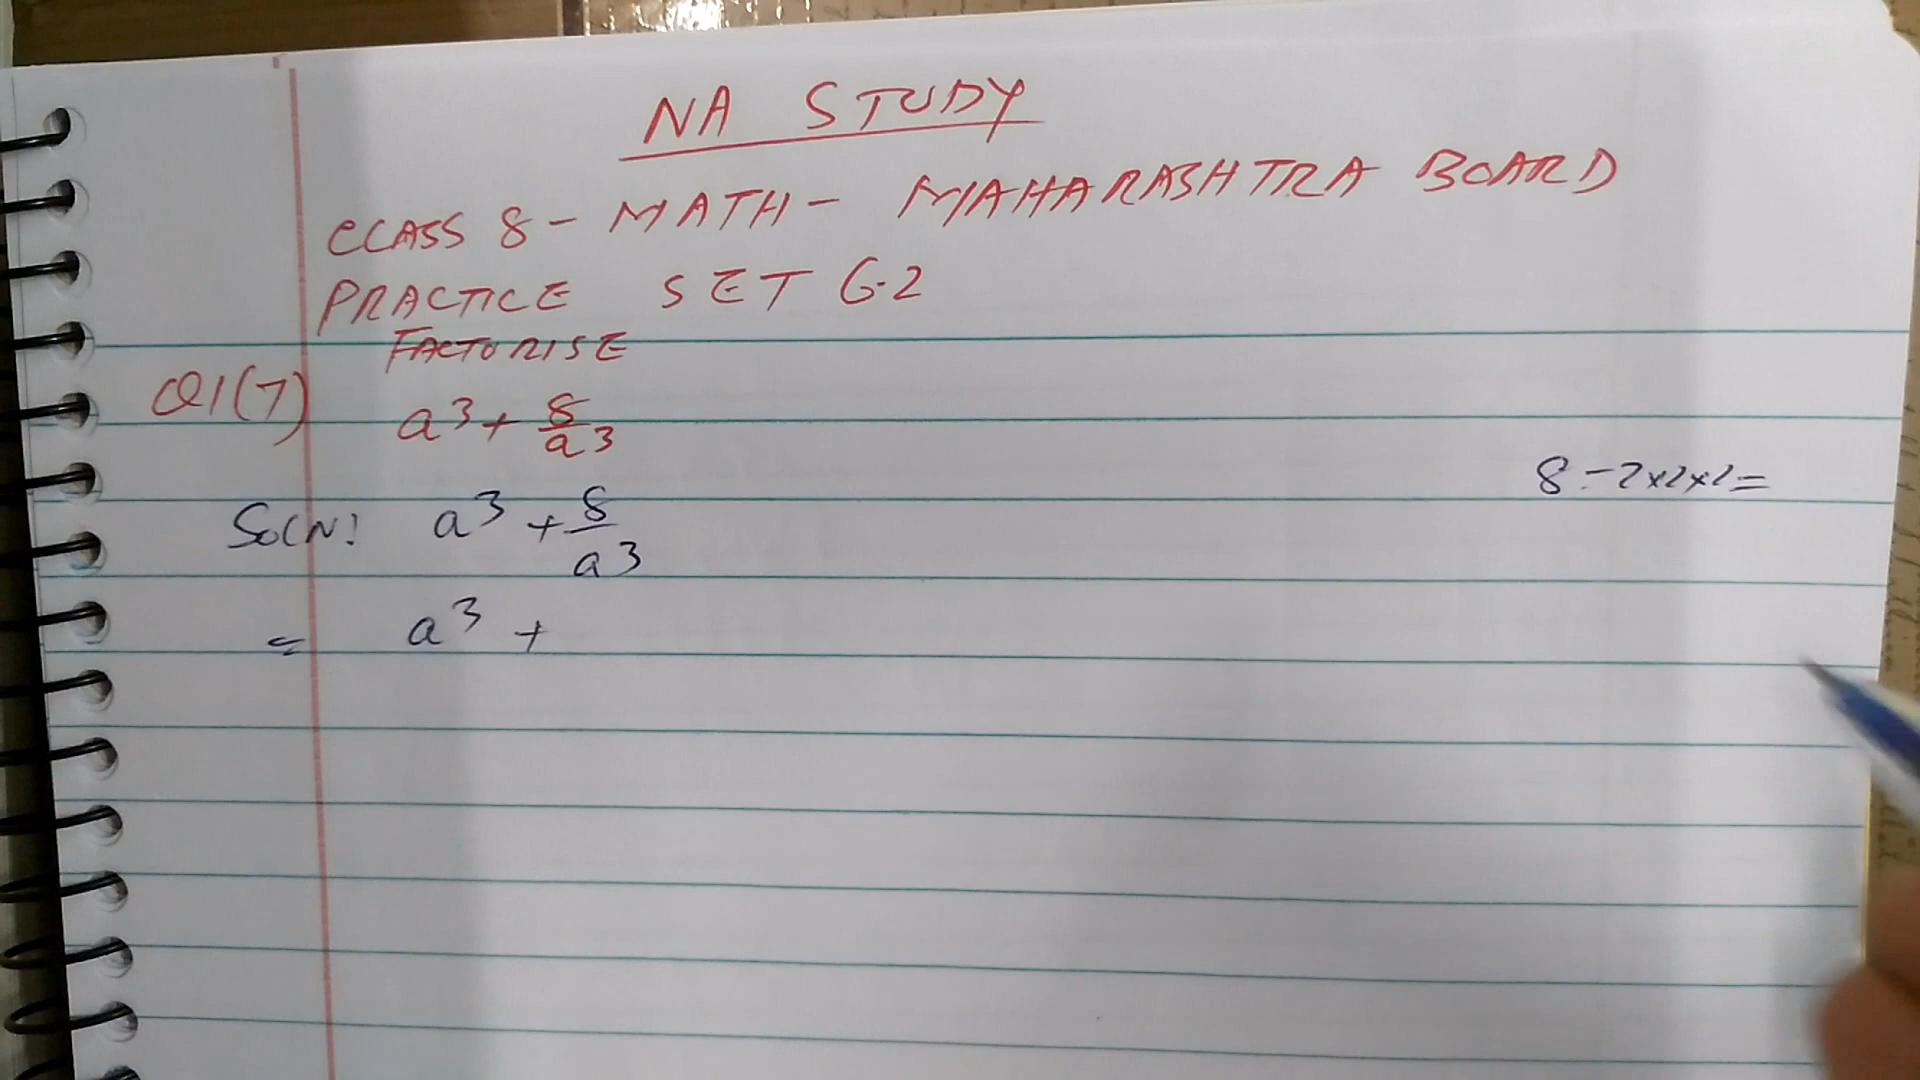 NA STUDY
CLASS 8 - MATH - MAHARASHTRA BOARD
PRACTICE SET 6.2
FACTORISE
Q1(7) a³ + 8/a³
8 = 2×2×2 =
Soln: a³ + 8/a³
= a³ +